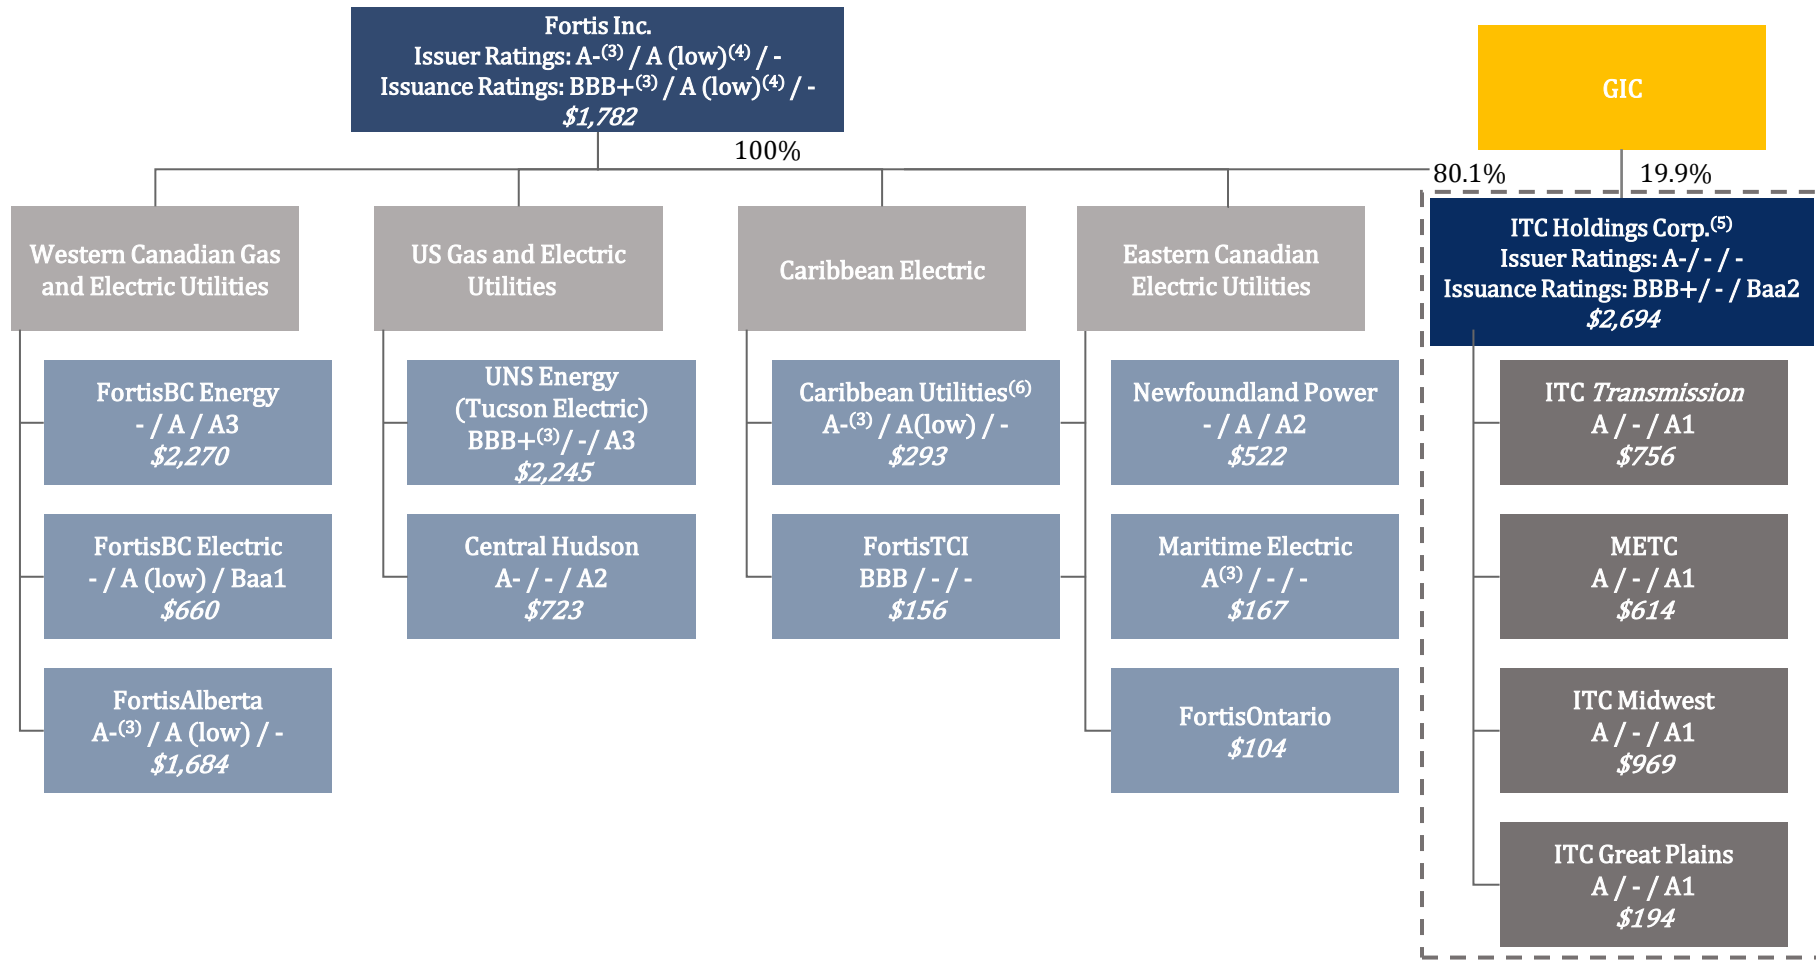 Fortis Inc.
Issuer Ratings: A-(3) / A (low)(4) / -
Issuance Ratings: BBB+(3) / A (low)(4) / -
$1,782
GIC
100%
80.1%
19.9%
Western Canadian Gas
and Electric Utilities
US Gas and Electric
Utilities
Caribbean Electric
Eastern Canadian
Electric Utilities
ITC Holdings Corp.(5)
Issuer Ratings: A-/ - / -
Issuance Ratings: BBB+/ - / Baa2
$2,694
FortisBC Energy
- / A / A3
$2,270
FortisBC Electric
- / A (low) / Baa1
$660
FortisAlberta
A-(3) / A (low) / -
$1,684
UNS Energy
(Tucson Electric)
BBB+(3)/ -/ A3
$2,245
Central Hudson
A- / - / A2
$723
Caribbean Utilities(6)
A-(3) / A(low) / -
$293
FortisTCI
BBB / - / -
$156
Newfoundland Power
- / A / A2
$522
Maritime Electric
A(3) / - / -
$167
FortisOntario
$104
ITC Transmission
A / - / A1
$756
METC
A / - / A1
$614
ITC Midwest
A / - / A1
$969
ITC Great Plains
A / - / A1
$194